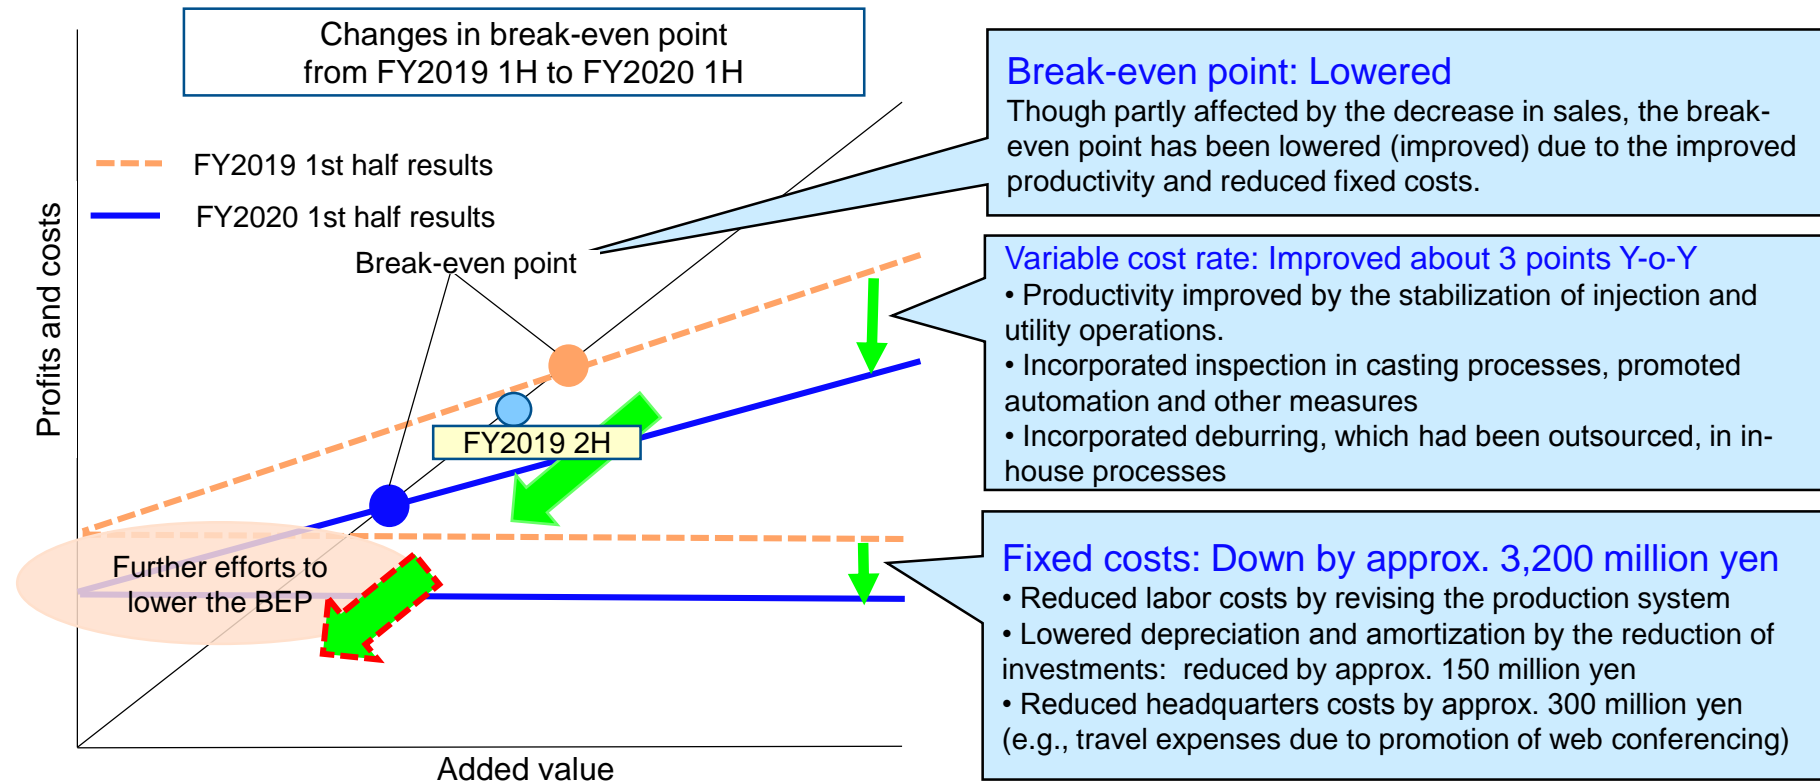 Changes in break-even point
from FY2019 1H to FY2020 1H
FY2019 1st half results
FY2020 1st half results
Break-even point
FY2019 2H
Further efforts to
lower the BEP
Profits and costs
Added value
Break-even point: Lowered
Though partly affected by the decrease in sales, the break-
even point has been lowered (improved) due to the improved
productivity and reduced fixed costs.
Variable cost rate: Improved about 3 points Y-o-Y
• Productivity improved by the stabilization of injection and
utility operations.
• Incorporated inspection in casting processes, promoted
automation and other measures
• Incorporated deburring, which had been outsourced, in in-
house processes
Fixed costs: Down by approx. 3,200 million yen
• Reduced labor costs by revising the production system
• Lowered depreciation and amortization by the reduction of
investments:  reduced by approx. 150 million yen
• Reduced headquarters costs by approx. 300 million yen
(e.g., travel expenses due to promotion of web conferencing)